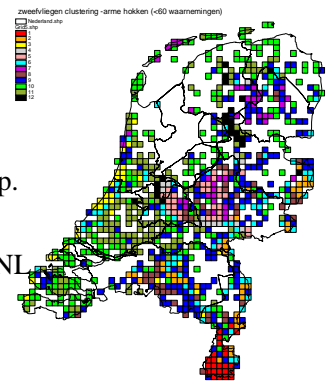 zweefvliegen clustering -arme hokken (<60 waarnemingen)
Nederland.shp
Grid5.shp
1
2
3
4
5
6
7
8
9
10
11
12
p.
NL